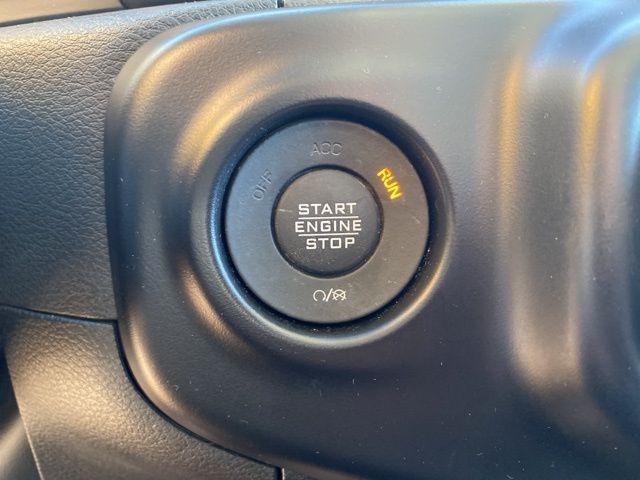 OFF
ACC
RUN
START
ENGINE
STOP